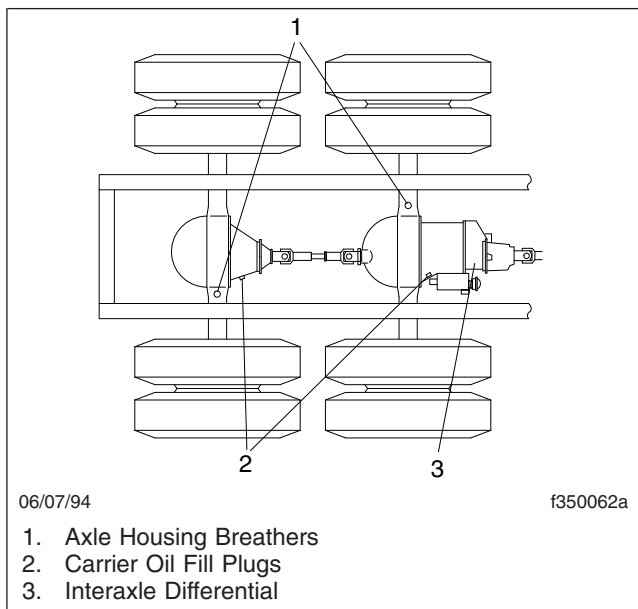 1
2
3
06/07/94 f350062a
1. Axle Housing Breathers
2. Carrier Oil Fill Plugs
3. Interaxle Differential